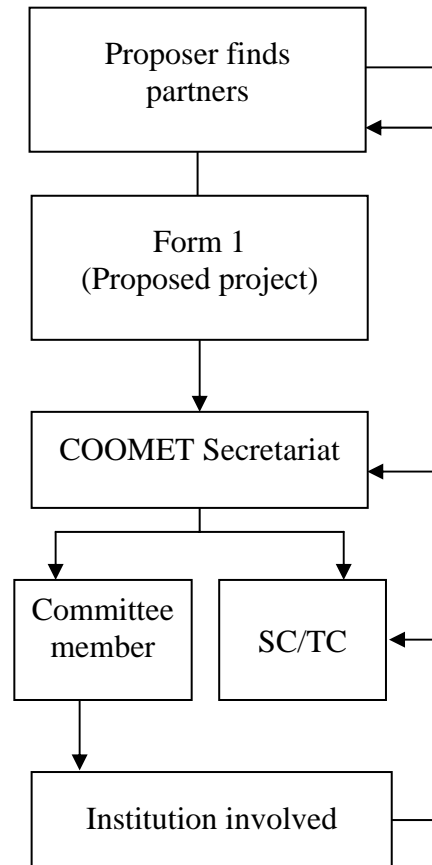 Proposer finds
partners
Form 1
(Proposed project)
COOMET Secretariat
Committee
member
SC/TC
Institution involved